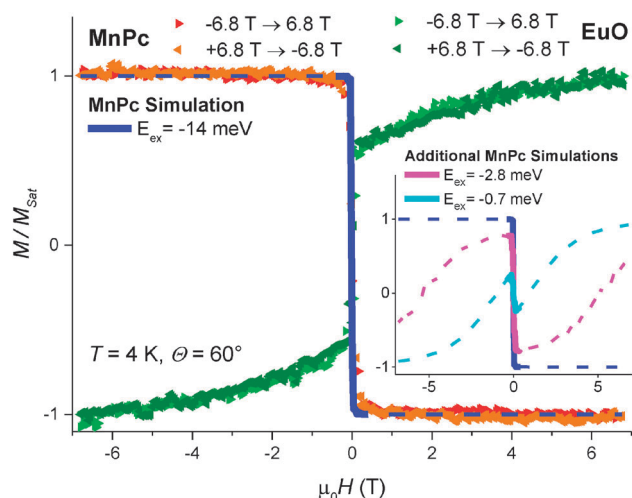 MnPc
-6.8 T → 6.8 T
+6.8 T → -6.8 T
-6.8 T → 6.8 T
+6.8 T → -6.8 T
EuO
MnPc Simulation
E_ex = -14 meV
Additional MnPc Simulations
E_ex = -2.8 meV
E_ex = -0.7 meV
1
0
-1
-5
0
5
M / M_Sat
1
0
-1
T = 4 K, Θ = 60°
-6
-4
-2
0
2
4
6
μ₀H (T)